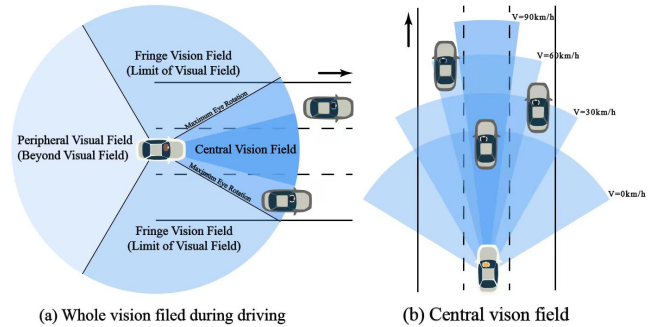 Fringe Vision Field
(Limit of Visual Field)
Maximum Eye Rotation
Peripheral Visual Field
(Beyond Visual Field)
Central Vision Field
Maximum Eye Rotation
Fringe Vision Field
(Limit of Visual Field)
(a) Whole vision filed during driving
V=90km/h
V=60km/h
V=30km/h
V=0km/h
(b) Central vison field